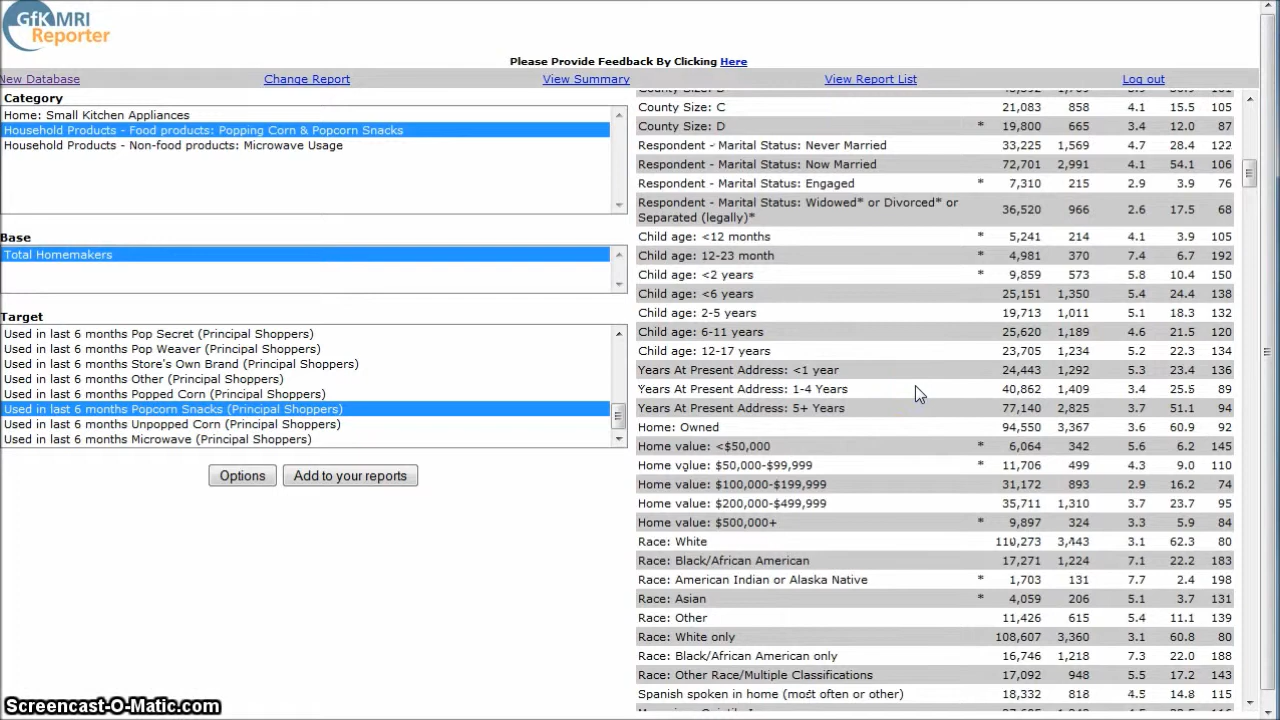 GfK MRI
Reporter
Please Provide Feedback By Clicking Here
New Database Change Report View Summary View Report List Log out
Category
Home: Small Kitchen Appliances
Household Products - Food products: Popping Corn & Popcorn Snacks
Household Products - Non-food products: Microwave Usage
Base
Total Homemakers
Target
Used in last 6 months Pop Secret (Principal Shoppers)
Used in last 6 months Pop Weaver (Principal Shoppers)
Used in last 6 months Store's Own Brand (Principal Shoppers)
Used in last 6 months Other (Principal Shoppers)
Used in last 6 months Popped Corn (Principal Shoppers)
Used in last 6 months Popcorn Snacks (Principal Shoppers)
Used in last 6 months Unpopped Corn (Principal Shoppers)
Used in last 6 months Microwave (Principal Shoppers)
Options Add to your reports
County Size: C 21,083 858 4.1 15.5 105
County Size: D * 19,800 665 3.4 12.0 87
Respondent - Marital Status: Never Married 33,225 1,569 4.7 28.4 122
Respondent - Marital Status: Now Married 72,701 2,991 4.1 54.1 106
Respondent - Marital Status: Engaged * 7,310 215 2.9 3.9 76
Respondent - Marital Status: Widowed* or Divorced* or
Separated (legally)* 36,520 966 2.6 17.5 68
Child age: <12 months * 5,241 214 4.1 3.9 105
Child age: 12-23 month * 4,981 370 7.4 6.7 192
Child age: <2 years * 9,859 573 5.8 10.4 150
Child age: <6 years 25,151 1,350 5.4 24.4 138
Child age: 2-5 years 19,713 1,011 5.1 18.3 132
Child age: 6-11 years 25,620 1,189 4.6 21.5 120
Child age: 12-17 years 23,705 1,234 5.2 22.3 134
Years At Present Address: <1 year 24,443 1,292 5.3 23.4 136
Years At Present Address: 1-4 Years 40,862 1,409 3.4 25.5 89
Years At Present Address: 5+ Years 77,140 2,825 3.7 51.1 94
Home: Owned 94,550 3,367 3.6 60.9 92
Home value: <$50,000 * 6,064 342 5.6 6.2 145
Home value: $50,000-$99,999 * 11,706 499 4.3 9.0 110
Home value: $100,000-$199,999 31,172 893 2.9 16.2 74
Home value: $200,000-$499,999 35,711 1,310 3.7 23.7 95
Home value: $500,000+ * 9,897 324 3.3 5.9 84
Race: White 110,273 3,443 3.1 62.3 80
Race: Black/African American 17,271 1,224 7.1 22.2 183
Race: American Indian or Alaska Native * 1,703 131 7.7 2.4 198
Race: Asian * 4,059 206 5.1 3.7 131
Race: Other 11,426 615 5.4 11.1 139
Race: White only 108,607 3,360 3.1 60.8 80
Race: Black/African American only 16,746 1,218 7.3 22.0 188
Race: Other Race/Multiple Classifications 17,092 948 5.5 17.2 143
Spanish spoken in home (most often or other) 18,332 818 4.5 14.8 115
Screencast-O-Matic.com